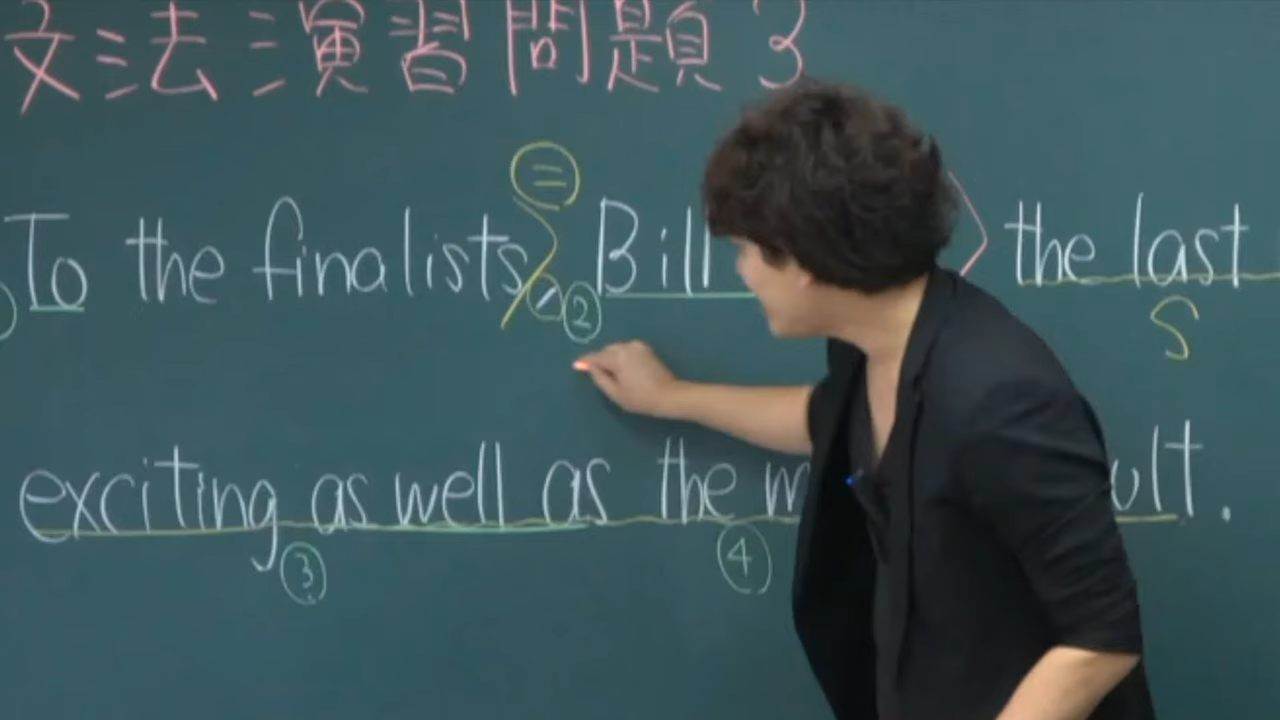 文法演習問題3
=
To the finalists, ② Bill the last
S
exciting as well as the m ult.
③ ④